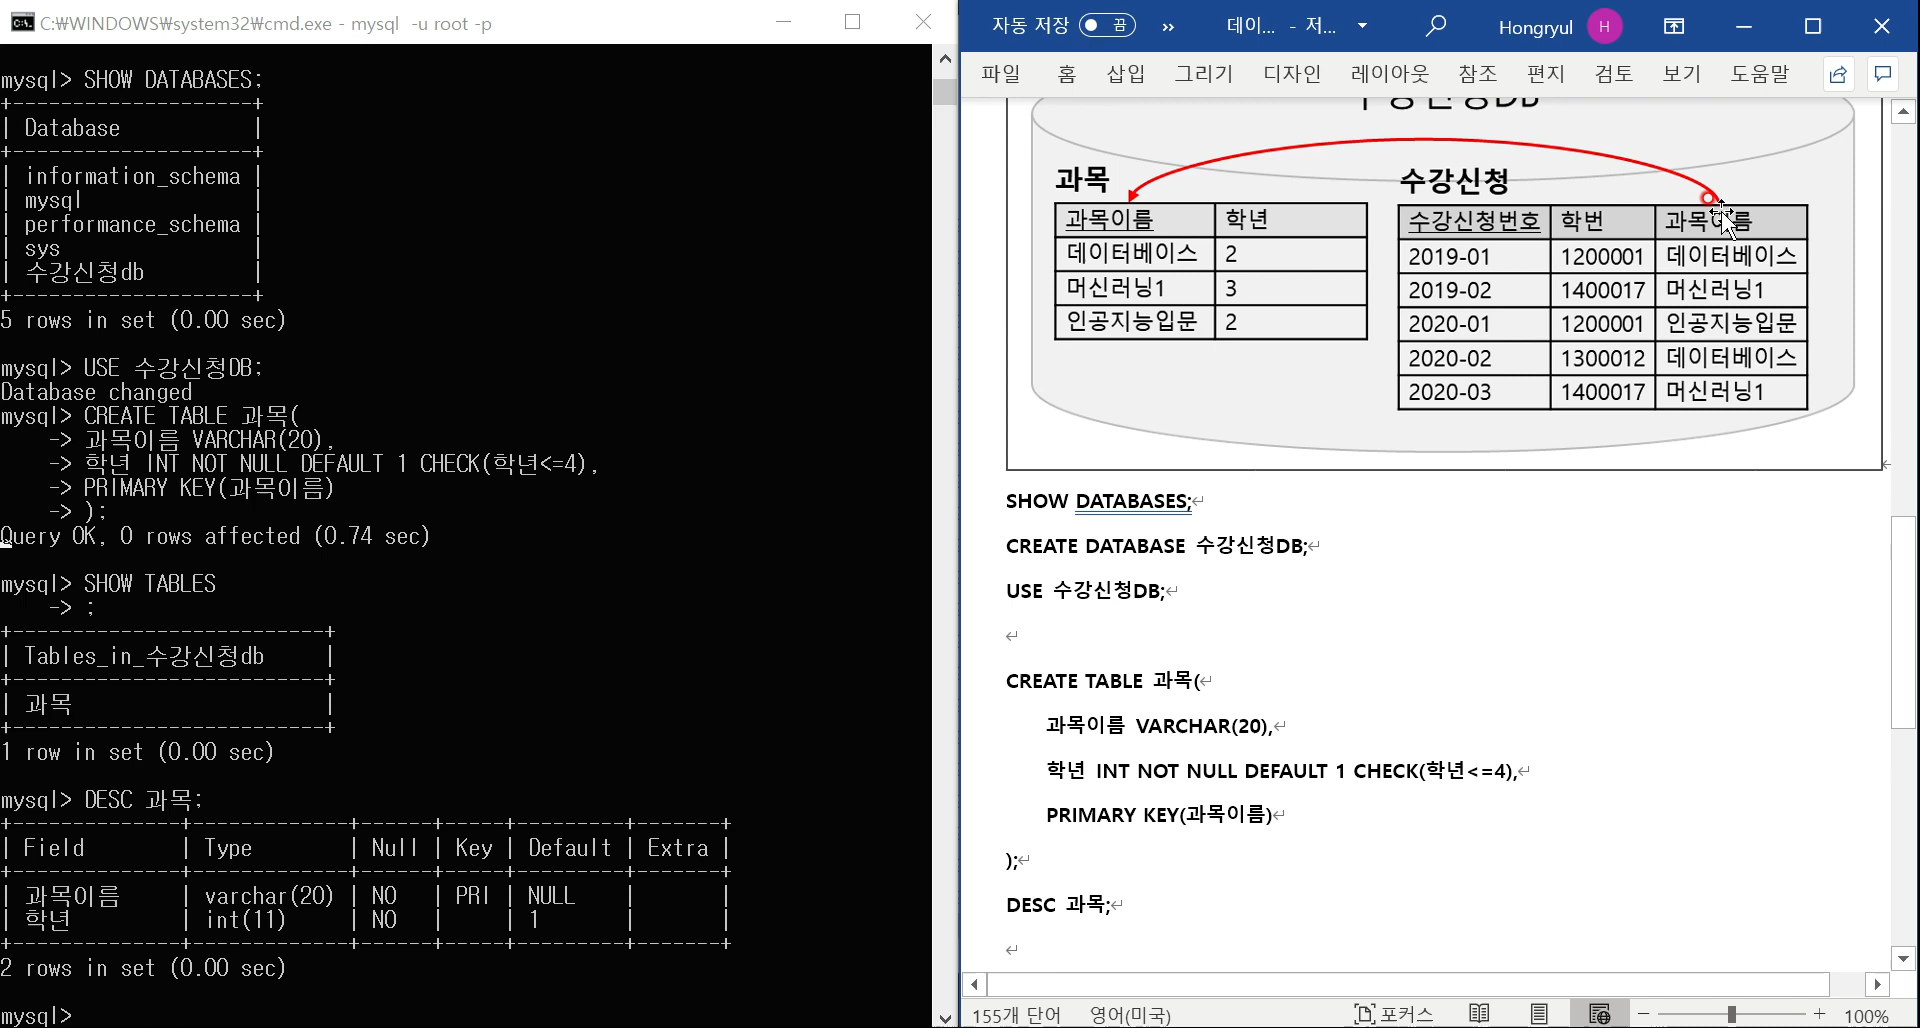 C:₩WINDOWS₩system32₩cmd.exe - mysql -u root -p
mysql> SHOW DATABASES;
+--------------------+
| Database           |
+--------------------+
| information_schema |
| mysql              |
| performance_schema |
| sys                |
| 수강신청db         |
+--------------------+
5 rows in set (0.00 sec)
mysql> USE 수강신청DB;
Database changed
mysql> CREATE TABLE 과목(
-> 과목이름 VARCHAR(20),
-> 학년 INT NOT NULL DEFAULT 1 CHECK(학년<=4),
-> PRIMARY KEY(과목이름)
-> );
Query OK, 0 rows affected (0.74 sec)
mysql> SHOW TABLES
-> ;
+--------------------------+
| Tables_in_수강신청db     |
+--------------------------+
| 과목                     |
+--------------------------+
1 row in set (0.00 sec)
mysql> DESC 과목;
+--------------+-------------+------+-----+---------+-------+
| Field        | Type        | Null | Key | Default | Extra |
+--------------+-------------+------+-----+---------+-------+
| 과목이름     | varchar(20) | NO   | PRI | NULL    |       |
| 학년         | int(11)     | NO   |     | 1       |       |
+--------------+-------------+------+-----+---------+-------+
2 rows in set (0.00 sec)
mysql>
자동 저장 끔 » 데이... - 저... Hongryul H
파일 홈 삽입 그리기 디자인 레이아웃 참조 편지 검토 보기 도움말
수강신청DB
과목
과목이름 학년
데이터베이스 2
머신러닝1 3
인공지능입문 2
수강신청
수강신청번호 학번 과목이름
2019-01 1200001 데이터베이스
2019-02 1400017 머신러닝1
2020-01 1200001 인공지능입문
2020-02 1300012 데이터베이스
2020-03 1400017 머신러닝1
SHOW DATABASES;
CREATE DATABASE 수강신청DB;
USE 수강신청DB;
CREATE TABLE 과목(
과목이름 VARCHAR(20),
학년 INT NOT NULL DEFAULT 1 CHECK(학년<=4),
PRIMARY KEY(과목이름)
);
DESC 과목;
155개 단어 영어(미국) 포커스 100%